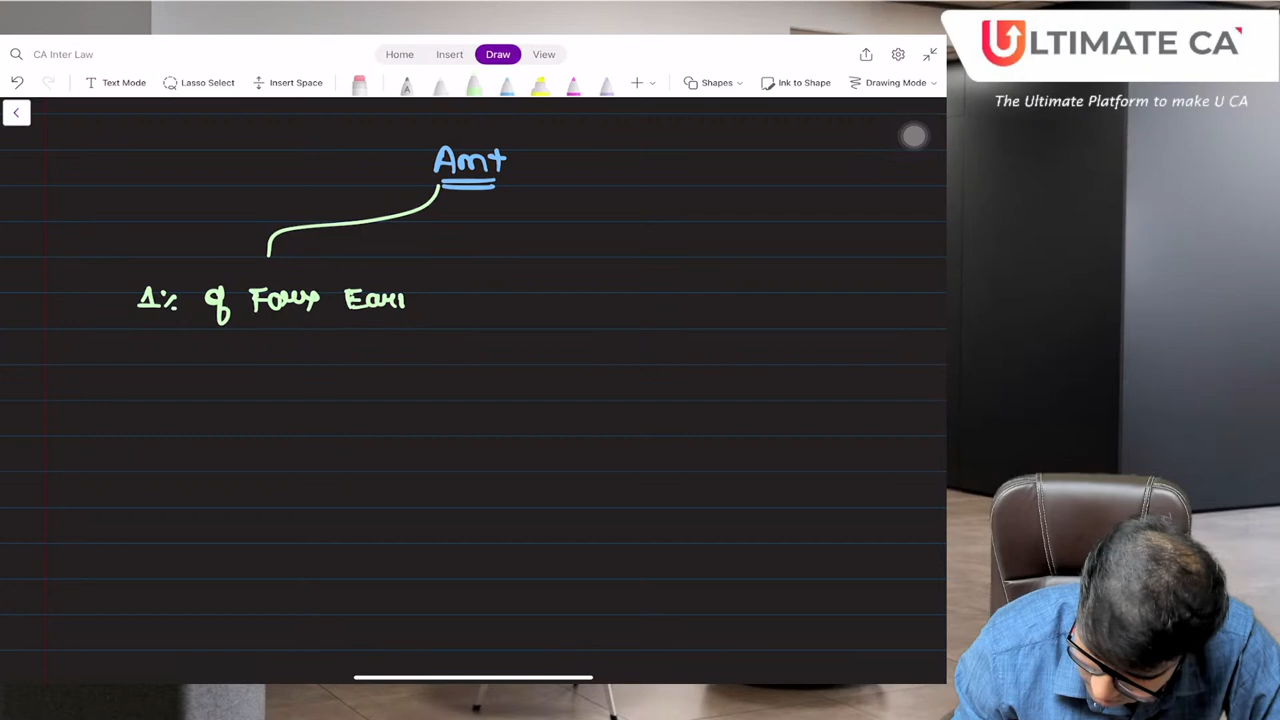 ULTIMATE CA
The Ultimate Platform to make U CA
CA Inter Law
Home Insert Draw View
Text Mode Lasso Select Insert Space Shapes Ink to Shape Drawing Mode
Amt
1% of Forex Earn